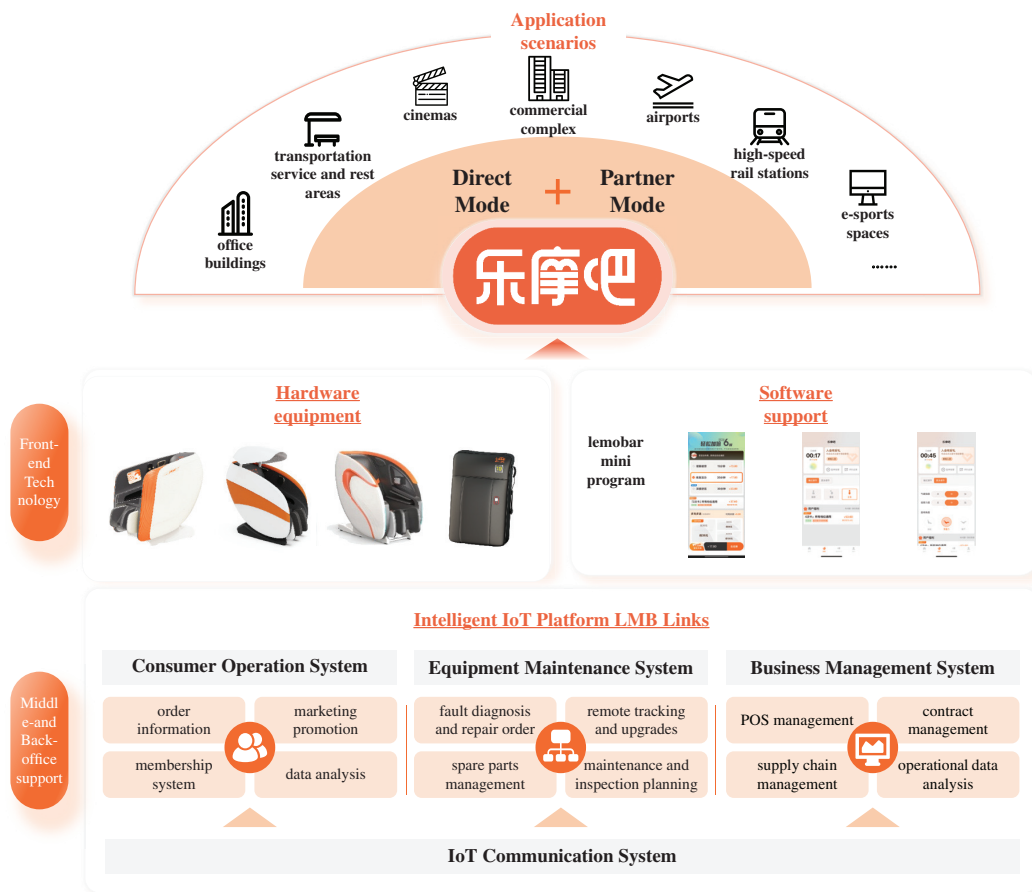 Application
scenarios
cinemas
commercial
complex
airports
transportation
service and rest
areas
high-speed
rail stations
office
buildings
e-sports
spaces
......
Direct
Mode
+
Partner
Mode
乐摩吧
Front-
end
Tech
nology
Hardware
equipment
Software
support
lemobar
mini
program
00:17
00:45
Middl
e-and
Back-
office
support
Intelligent IoT Platform LMB Links
Consumer Operation System
Equipment Maintenance System
Business Management System
order
information
marketing
promotion
membership
system
data analysis
fault diagnosis
and repair order
remote tracking
and upgrades
spare parts
management
maintenance and
inspection planning
POS management
contract
management
supply chain
management
operational data
analysis
IoT Communication System